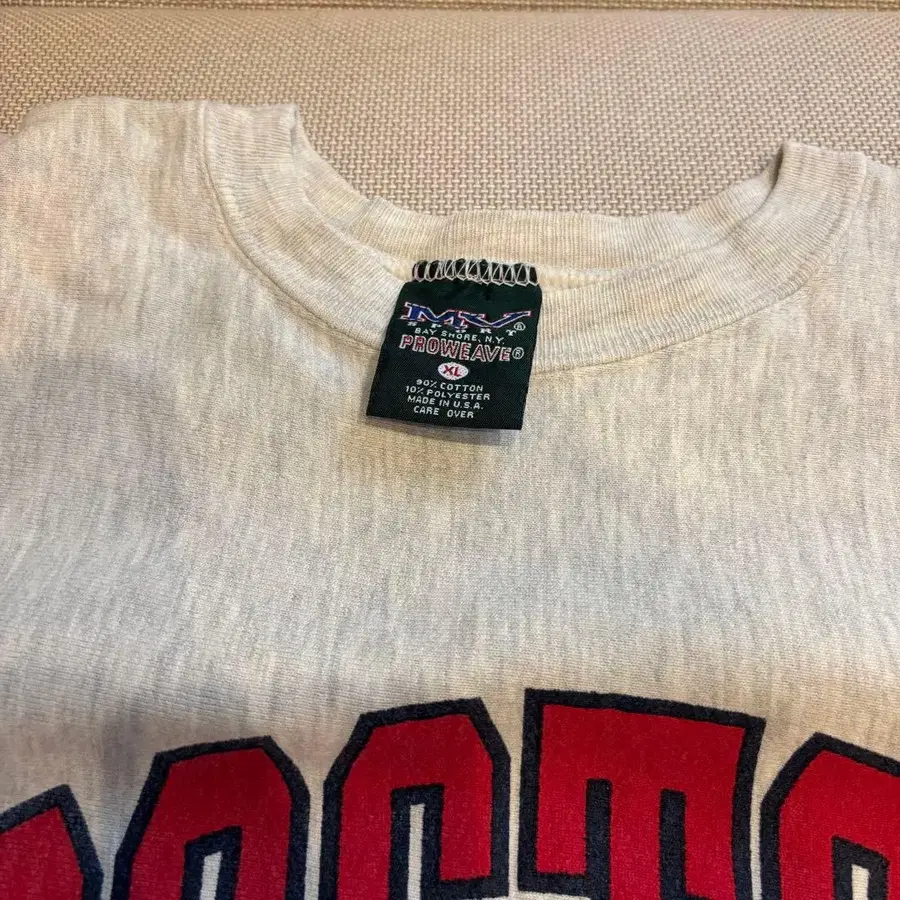 MV
SPORT®
BAY SHORE, N.Y.
PROWEAVE®
XL
90% COTTON
10% POLYESTER
MADE IN U.S.A.
CARE OVER